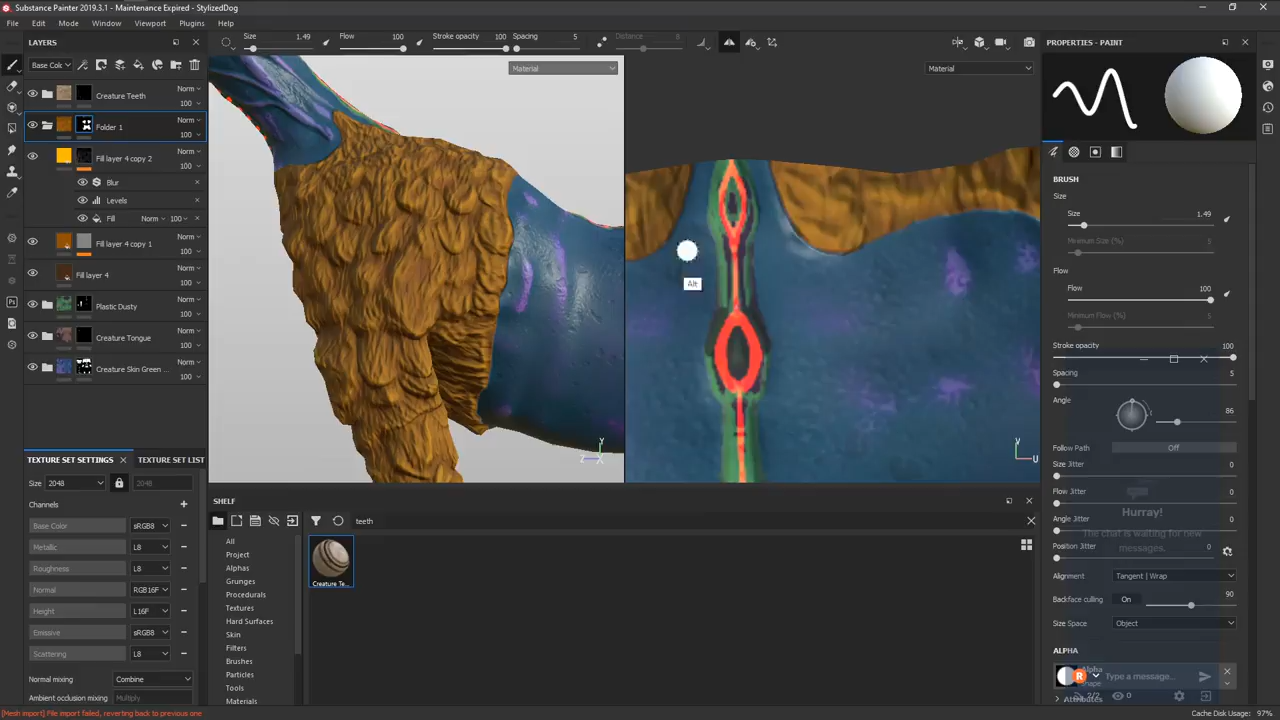 Substance Painter 2019.3.1 - Maintenance Expired - StylizedDog
File Edit Mode Window Viewport Plugins Help
Size 1.49 Flow 100 Stroke opacity 100 Spacing 5 Distance 8
LAYERS
Base Col
Creature Teeth Norm 100
Folder 1 Norm 100
Fill layer 4 copy 2 Norm 100
Blur
Levels
Fill Norm 100
Fill layer 4 copy 1 Norm 100
Fill layer 4 Norm 100
Plastic Dusty Norm 100
Creature Tongue Norm 100
Creature Skin Green ... Norm 100
TEXTURE SET SETTINGS TEXTURE SET LIST
Size 2048 2048
Channels
Base Color sRGB8
Metallic L8
Roughness L8
Normal RGB16F
Height L16F
Emissive sRGB8
Scattering L8
Normal mixing Combine
Ambient occlusion mixing Multiply
Material
Material
Alt
Y
Z X
Y
U
SHELF
teeth
All
Project
Alphas
Grunges
Procedurals
Textures
Hard Surfaces
Skin
Filters
Brushes
Particles
Tools
Materials
Creature Te...
PROPERTIES - PAINT
BRUSH
Size
Size 1.49
Minimum Size (%) 5
Flow
Flow 100
Minimum Flow (%) 5
Stroke opacity 100
Spacing 5
Angle 86
Follow Path Off
Size Jitter 0
Flow Jitter 0
Angle Jitter 0
Position Jitter 0
Hurray!
The chat is waiting for new
messages.
Alignment Tangent | Wrap
Backface culling On 90
Size Space Object
ALPHA
Alpha
Shape
R Type a message...
Attributes 2/2 0
[Mesh import] File import failed, reverting back to previous one
Cache Disk Usage: 97%